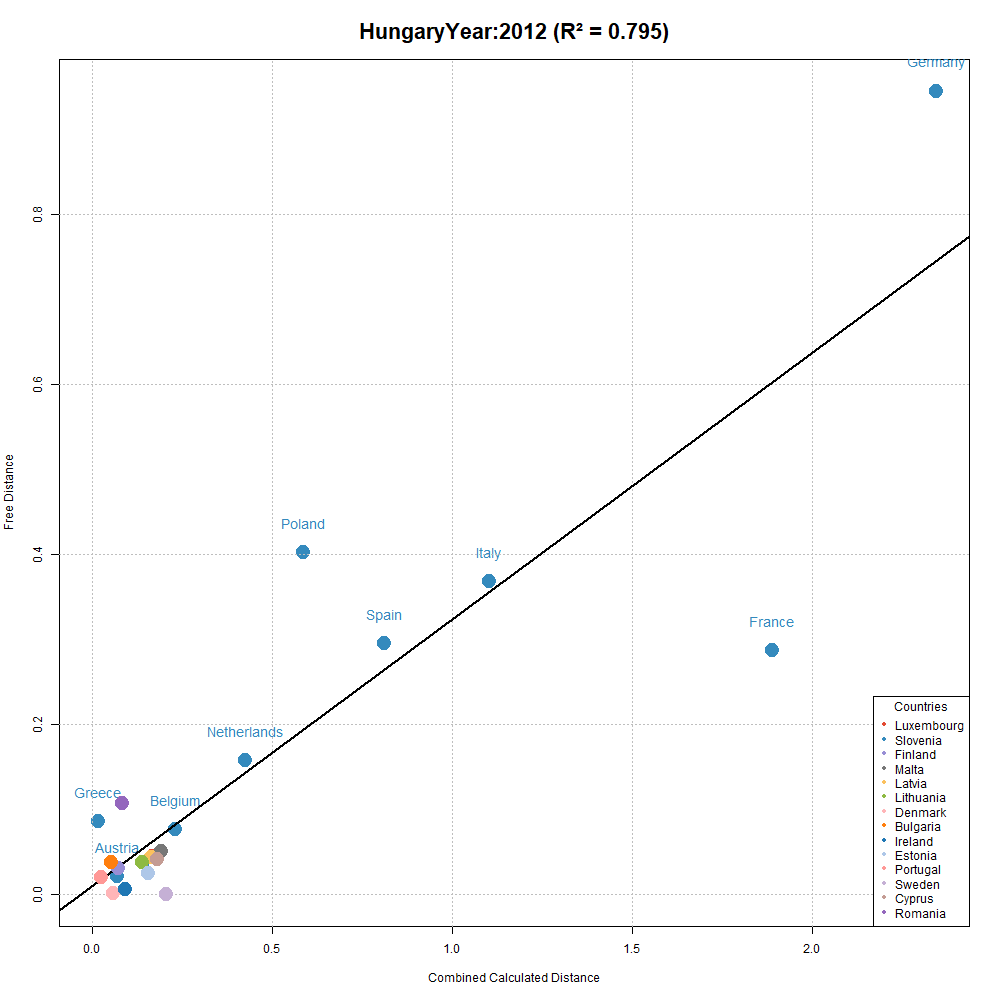 HungaryYear:2012 (R² = 0.795)
Germany
Poland
Italy
Spain
France
Netherlands
Greece
Belgium
Austria
Free Distance
0.8
0.6
0.4
0.2
0.0
0.0
0.5
1.0
1.5
2.0
Combined Calculated Distance
Countries
Luxembourg
Slovenia
Finland
Malta
Latvia
Lithuania
Denmark
Bulgaria
Ireland
Estonia
Portugal
Sweden
Cyprus
Romania